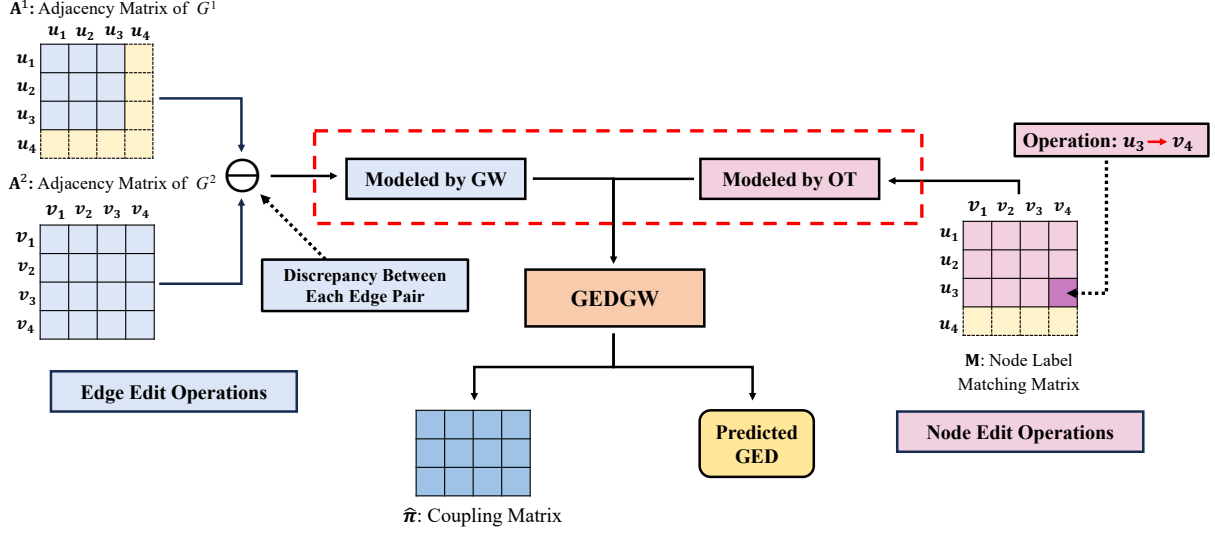 A¹: Adjacency Matrix of G¹
u₁ u₂ u₃ u₄
u₁
u₂
u₃
u₄
A²: Adjacency Matrix of G²
v₁ v₂ v₃ v₄
v₁
v₂
v₃
v₄
Edge Edit Operations
Discrepancy Between
Each Edge Pair
Modeled by GW
Modeled by OT
GEDGW
π̂: Coupling Matrix
Predicted
GED
Operation: u₃ → v₄
v₁ v₂ v₃ v₄
u₁
u₂
u₃
u₄
M: Node Label
Matching Matrix
Node Edit Operations